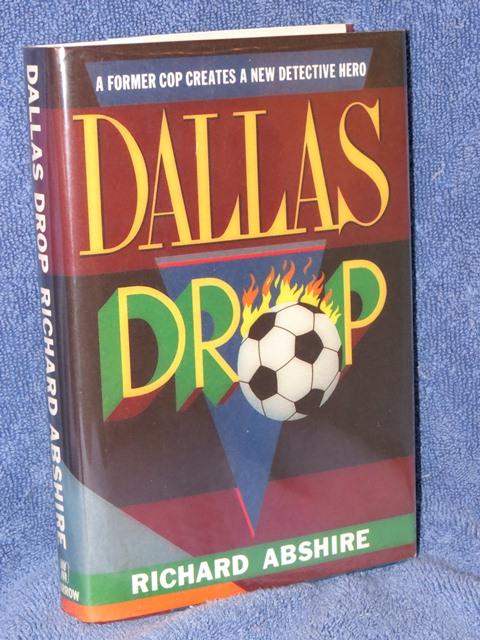 A FORMER COP CREATES A NEW DETECTIVE HERO
DALLAS
DROP
RICHARD ABSHIRE
DALLAS DROP RICHARD ABSHIRE